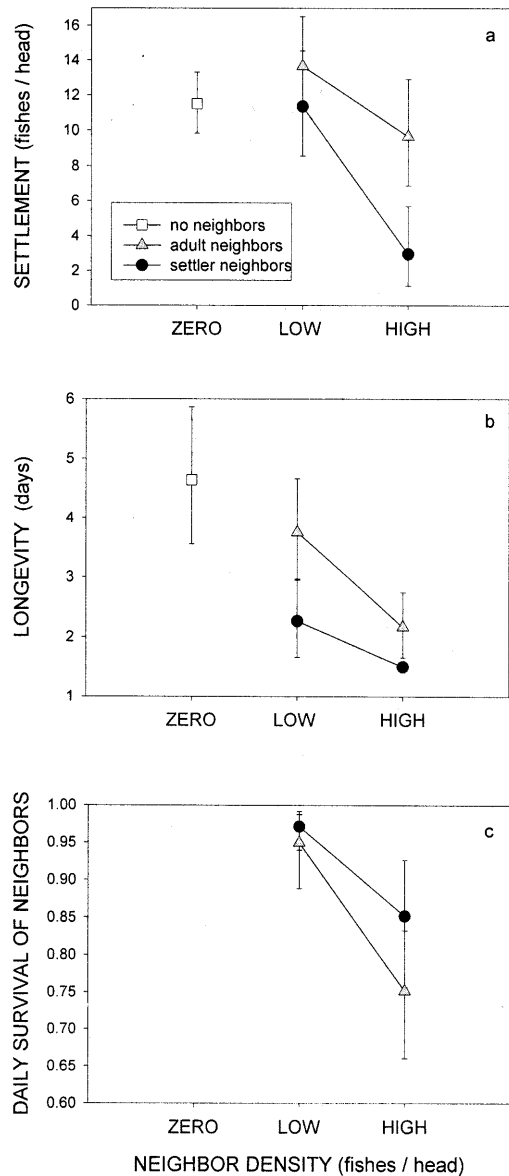 a
16
14
12
10
8
6
4
2
0
SETTLEMENT (fishes / head)
no neighbors
adult neighbors
settler neighbors
ZERO LOW HIGH
b
6
5
4
3
2
1
LONGEVITY (days)
ZERO LOW HIGH
c
1.00
0.95
0.90
0.85
0.80
0.75
0.70
0.65
0.60
DAILY SURVIVAL OF NEIGHBORS
ZERO LOW HIGH
NEIGHBOR DENSITY (fishes / head)